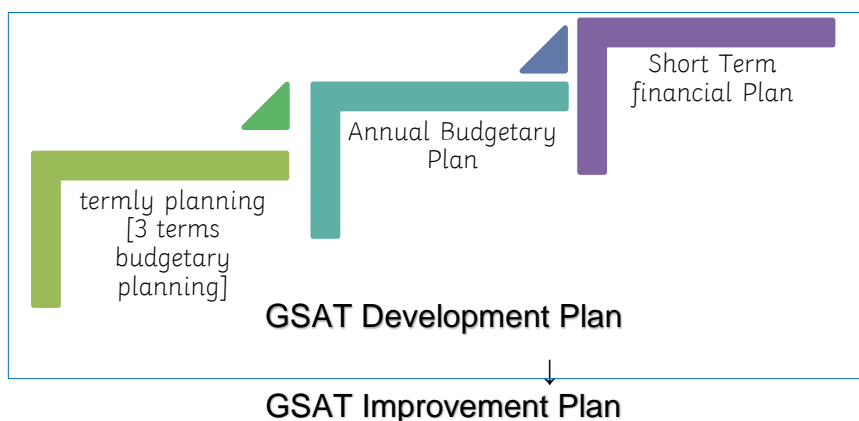 termly planning
[3 terms
budgetary
planning]
Annual Budgetary
Plan
Short Term
financial Plan
GSAT Development Plan
↓
GSAT Improvement Plan